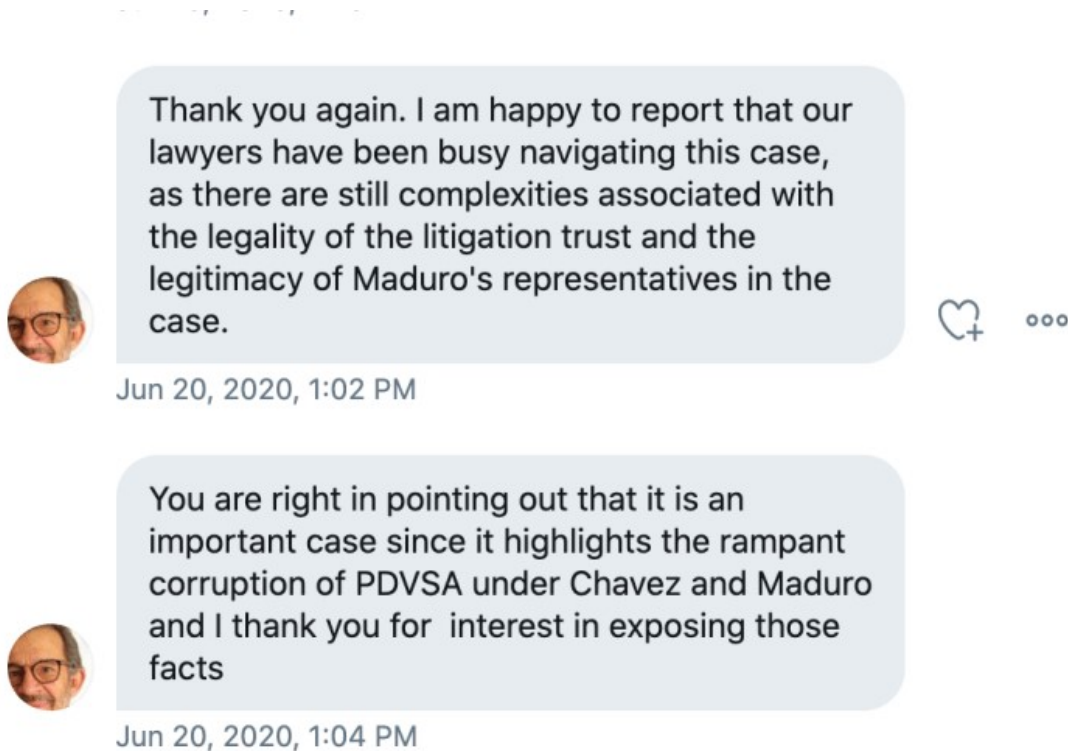 Thank you again. I am happy to report that our
lawyers have been busy navigating this case,
as there are still complexities associated with
the legality of the litigation trust and the
legitimacy of Maduro's representatives in the
case.
Jun 20, 2020, 1:02 PM
You are right in pointing out that it is an
important case since it highlights the rampant
corruption of PDVSA under Chavez and Maduro
and I thank you for  interest in exposing those
facts
Jun 20, 2020, 1:04 PM